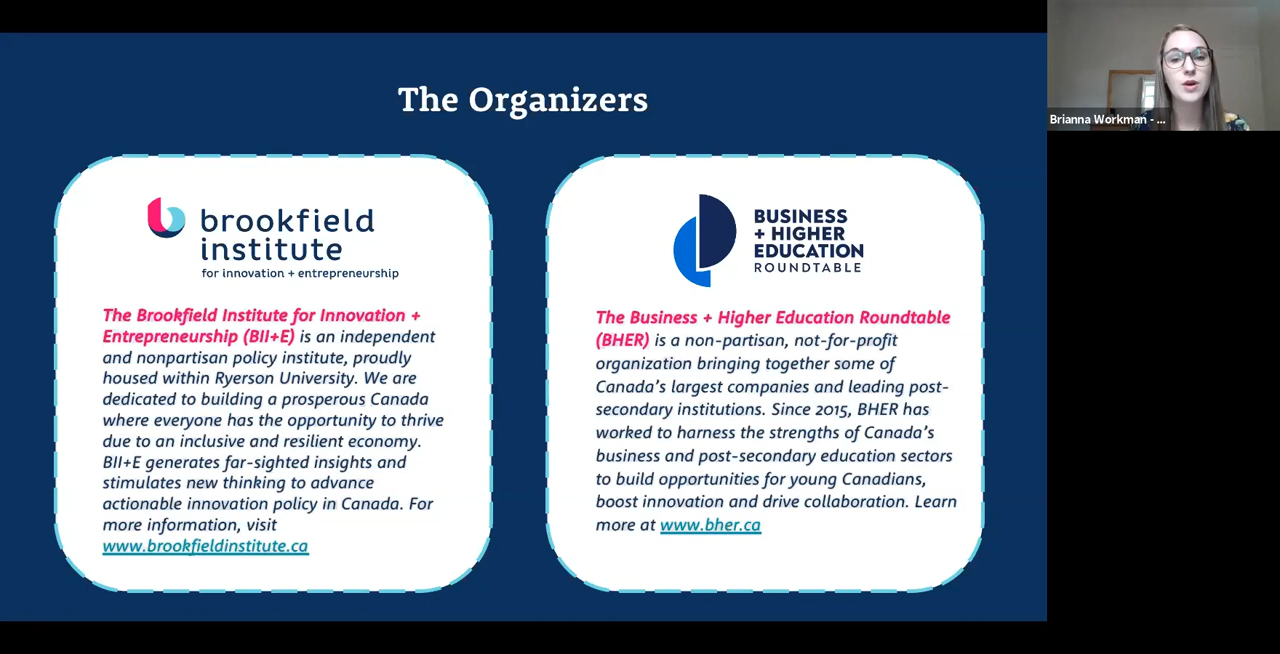 The Organizers
brookfield
institute
for innovation + entrepreneurship
The Brookfield Institute for Innovation +
Entrepreneurship (BII+E) is an independent
and nonpartisan policy institute, proudly
housed within Ryerson University. We are
dedicated to building a prosperous Canada
where everyone has the opportunity to thrive
due to an inclusive and resilient economy.
BII+E generates far-sighted insights and
stimulates new thinking to advance
actionable innovation policy in Canada. For
more information, visit
www.brookfieldinstitute.ca
BUSINESS
+ HIGHER
EDUCATION
ROUNDTABLE
The Business + Higher Education Roundtable
(BHER) is a non-partisan, not-for-profit
organization bringing together some of
Canada's largest companies and leading post-
secondary institutions. Since 2015, BHER has
worked to harness the strengths of Canada's
business and post-secondary education sectors
to build opportunities for young Canadians,
boost innovation and drive collaboration. Learn
more at www.bher.ca
Brianna Workman - ...